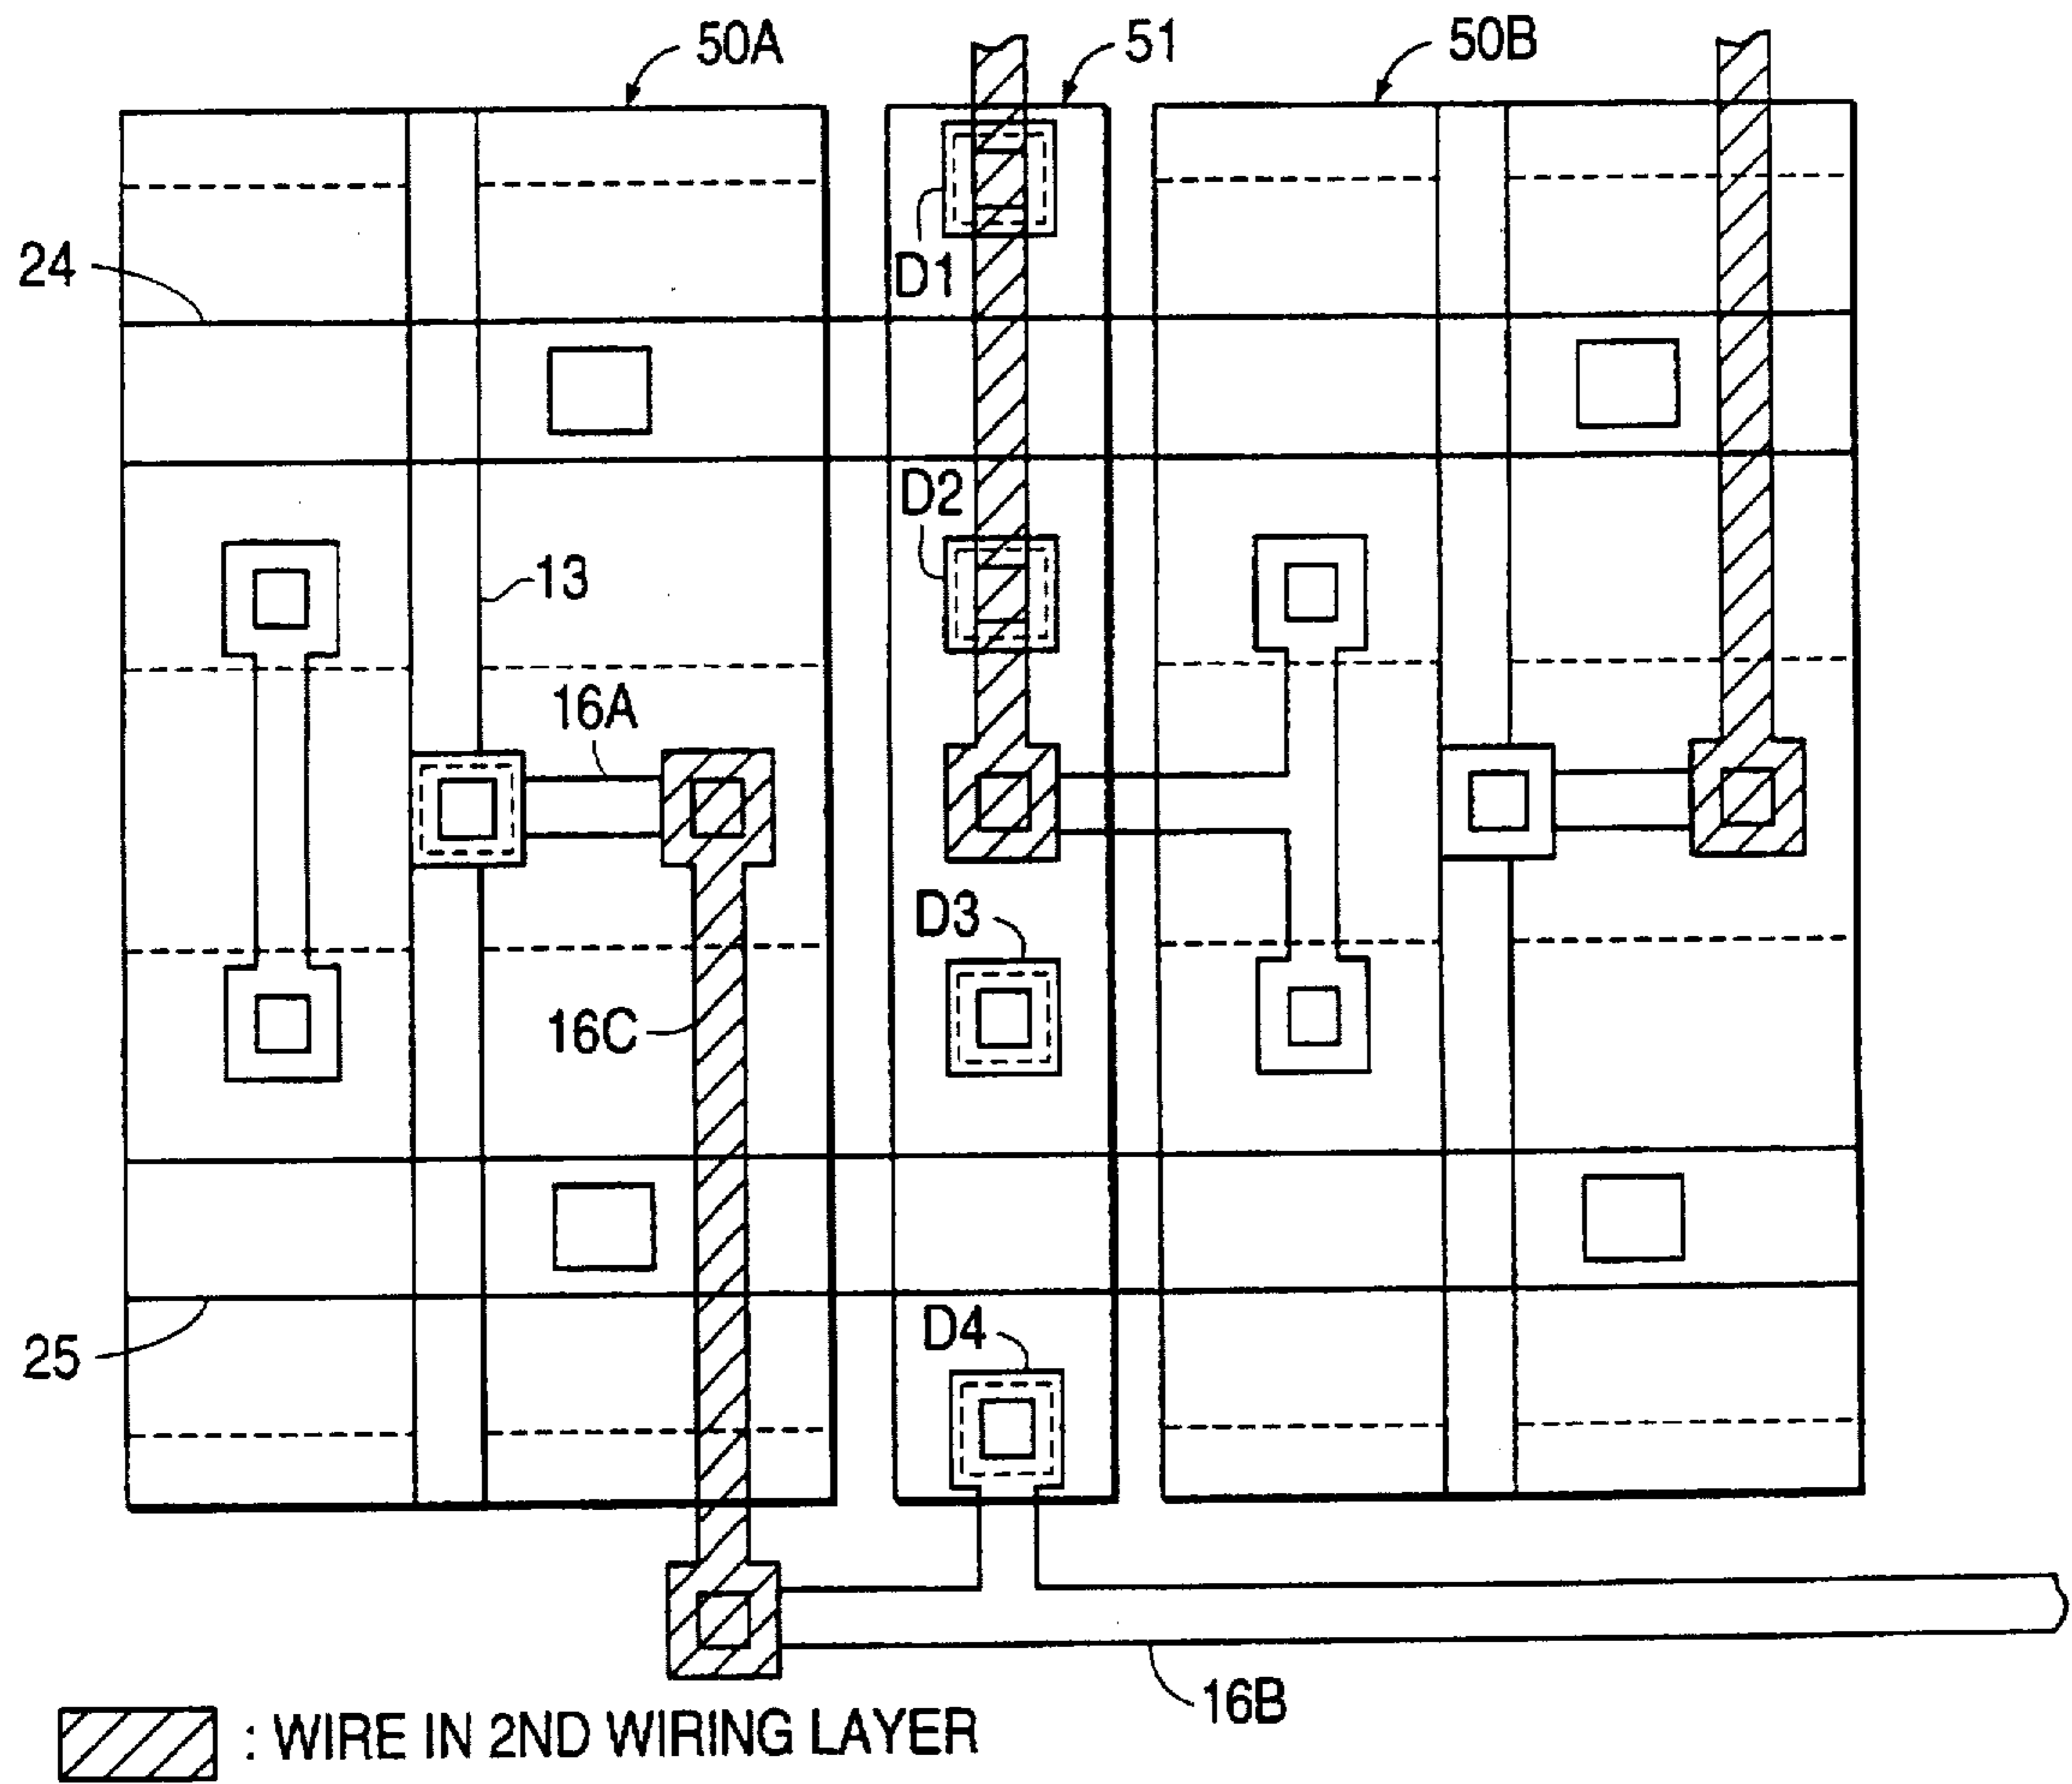 50A
51
50B
D1
24
D2
13
16A
D3
16C
D4
25
16B
: WIRE IN 2ND WIRING LAYER